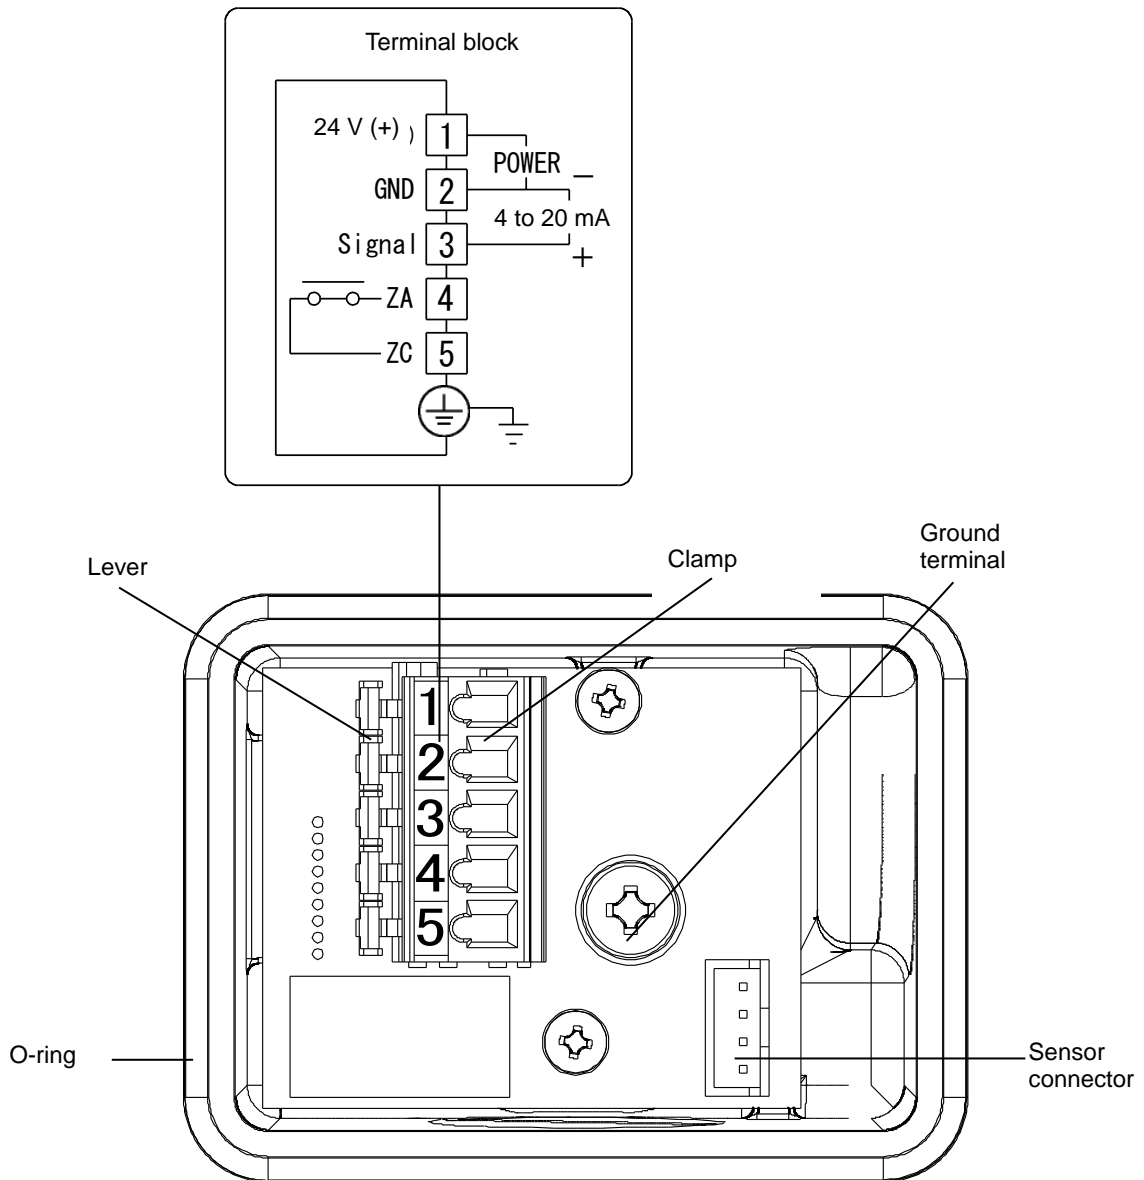 Terminal block
24 V (+) ) 1
POWER
GND 2 −
4 to 20 mA
Signal 3
+
ZA 4
ZC 5
Ground
terminal
Lever
Clamp
1
2
3
4
5
O-ring
Sensor
connector